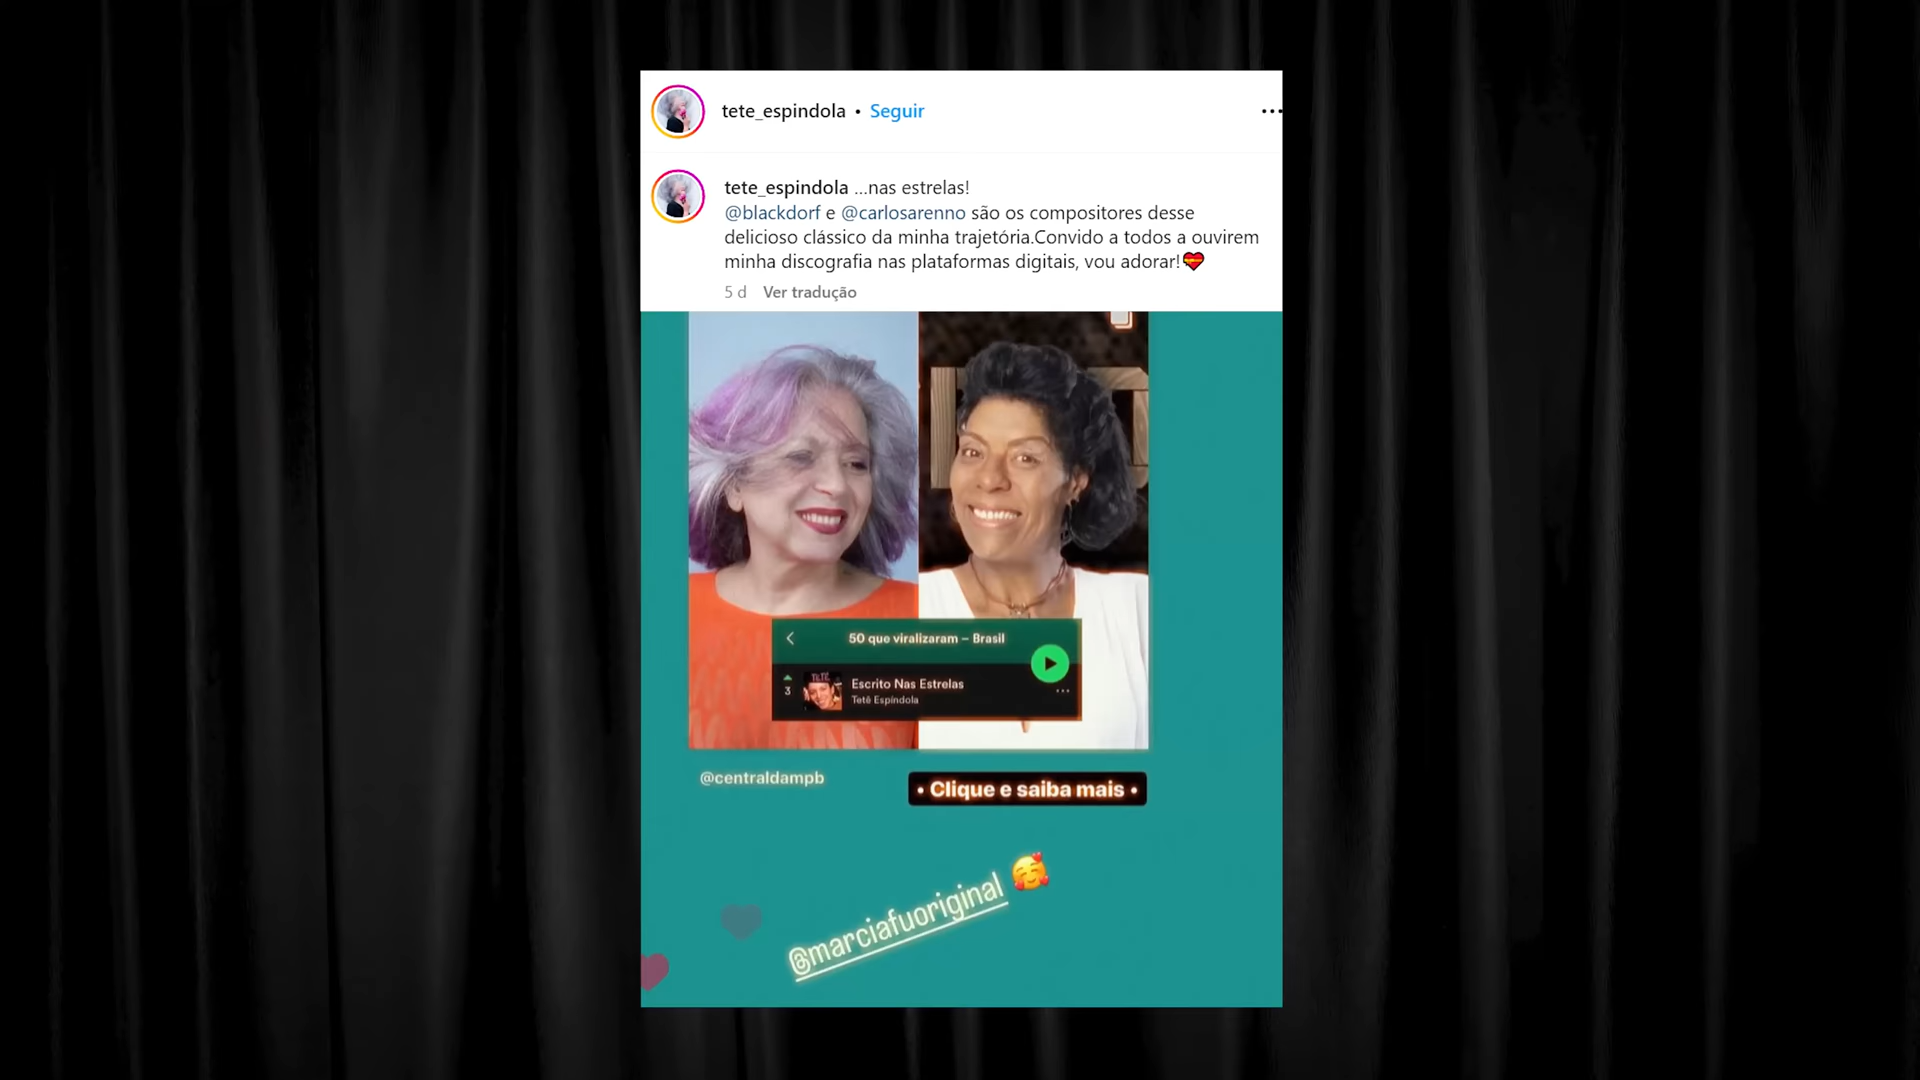 tete_espindola • Seguir
tete_espindola ...nas estrelas!
@blackdorf e @carlosarenno são os compositores desse
delicioso clássico da minha trajetória.Convido a todos a ouvirem
minha discografia nas plataformas digitais, vou adorar!
5 d Ver tradução
50 que viralizaram – Brasil
3
TETÊ
Escrito Nas Estrelas
Tetê Espíndola
@centraldampb
• Clique e saiba mais •
@marciafuoriginal